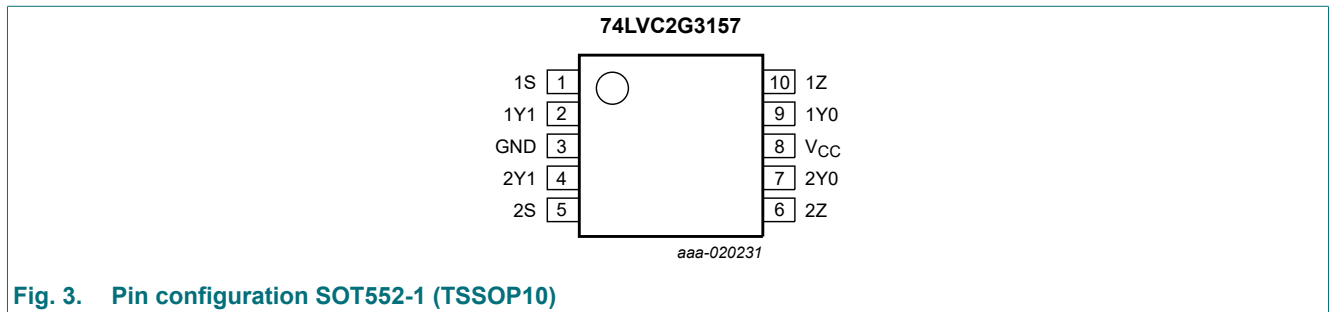 74LVC2G3157
1S 1 10 1Z
1Y1 2 9 1Y0
GND 3 8 VCC
2Y1 4 7 2Y0
2S 5 6 2Z
aaa-020231
Fig. 3. Pin configuration SOT552-1 (TSSOP10)